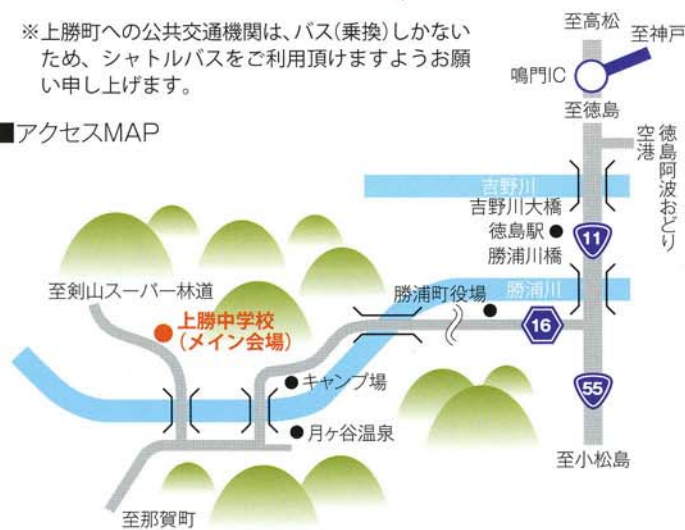 ※上勝町への公共交通機関は、バス(乗換)しかない
ため、シャトルバスをご利用頂けますようお願
い申し上げます。
■アクセスMAP
至高松
至神戸
鳴門IC
至徳島
徳島阿波おどり
空港
吉野川
吉野川大橋
徳島駅
11
勝浦川橋
勝浦川
勝浦町役場
16
55
至小松島
至剣山スーパー林道
上勝中学校
(メイン会場)
キャンプ場
月ヶ谷温泉
至那賀町